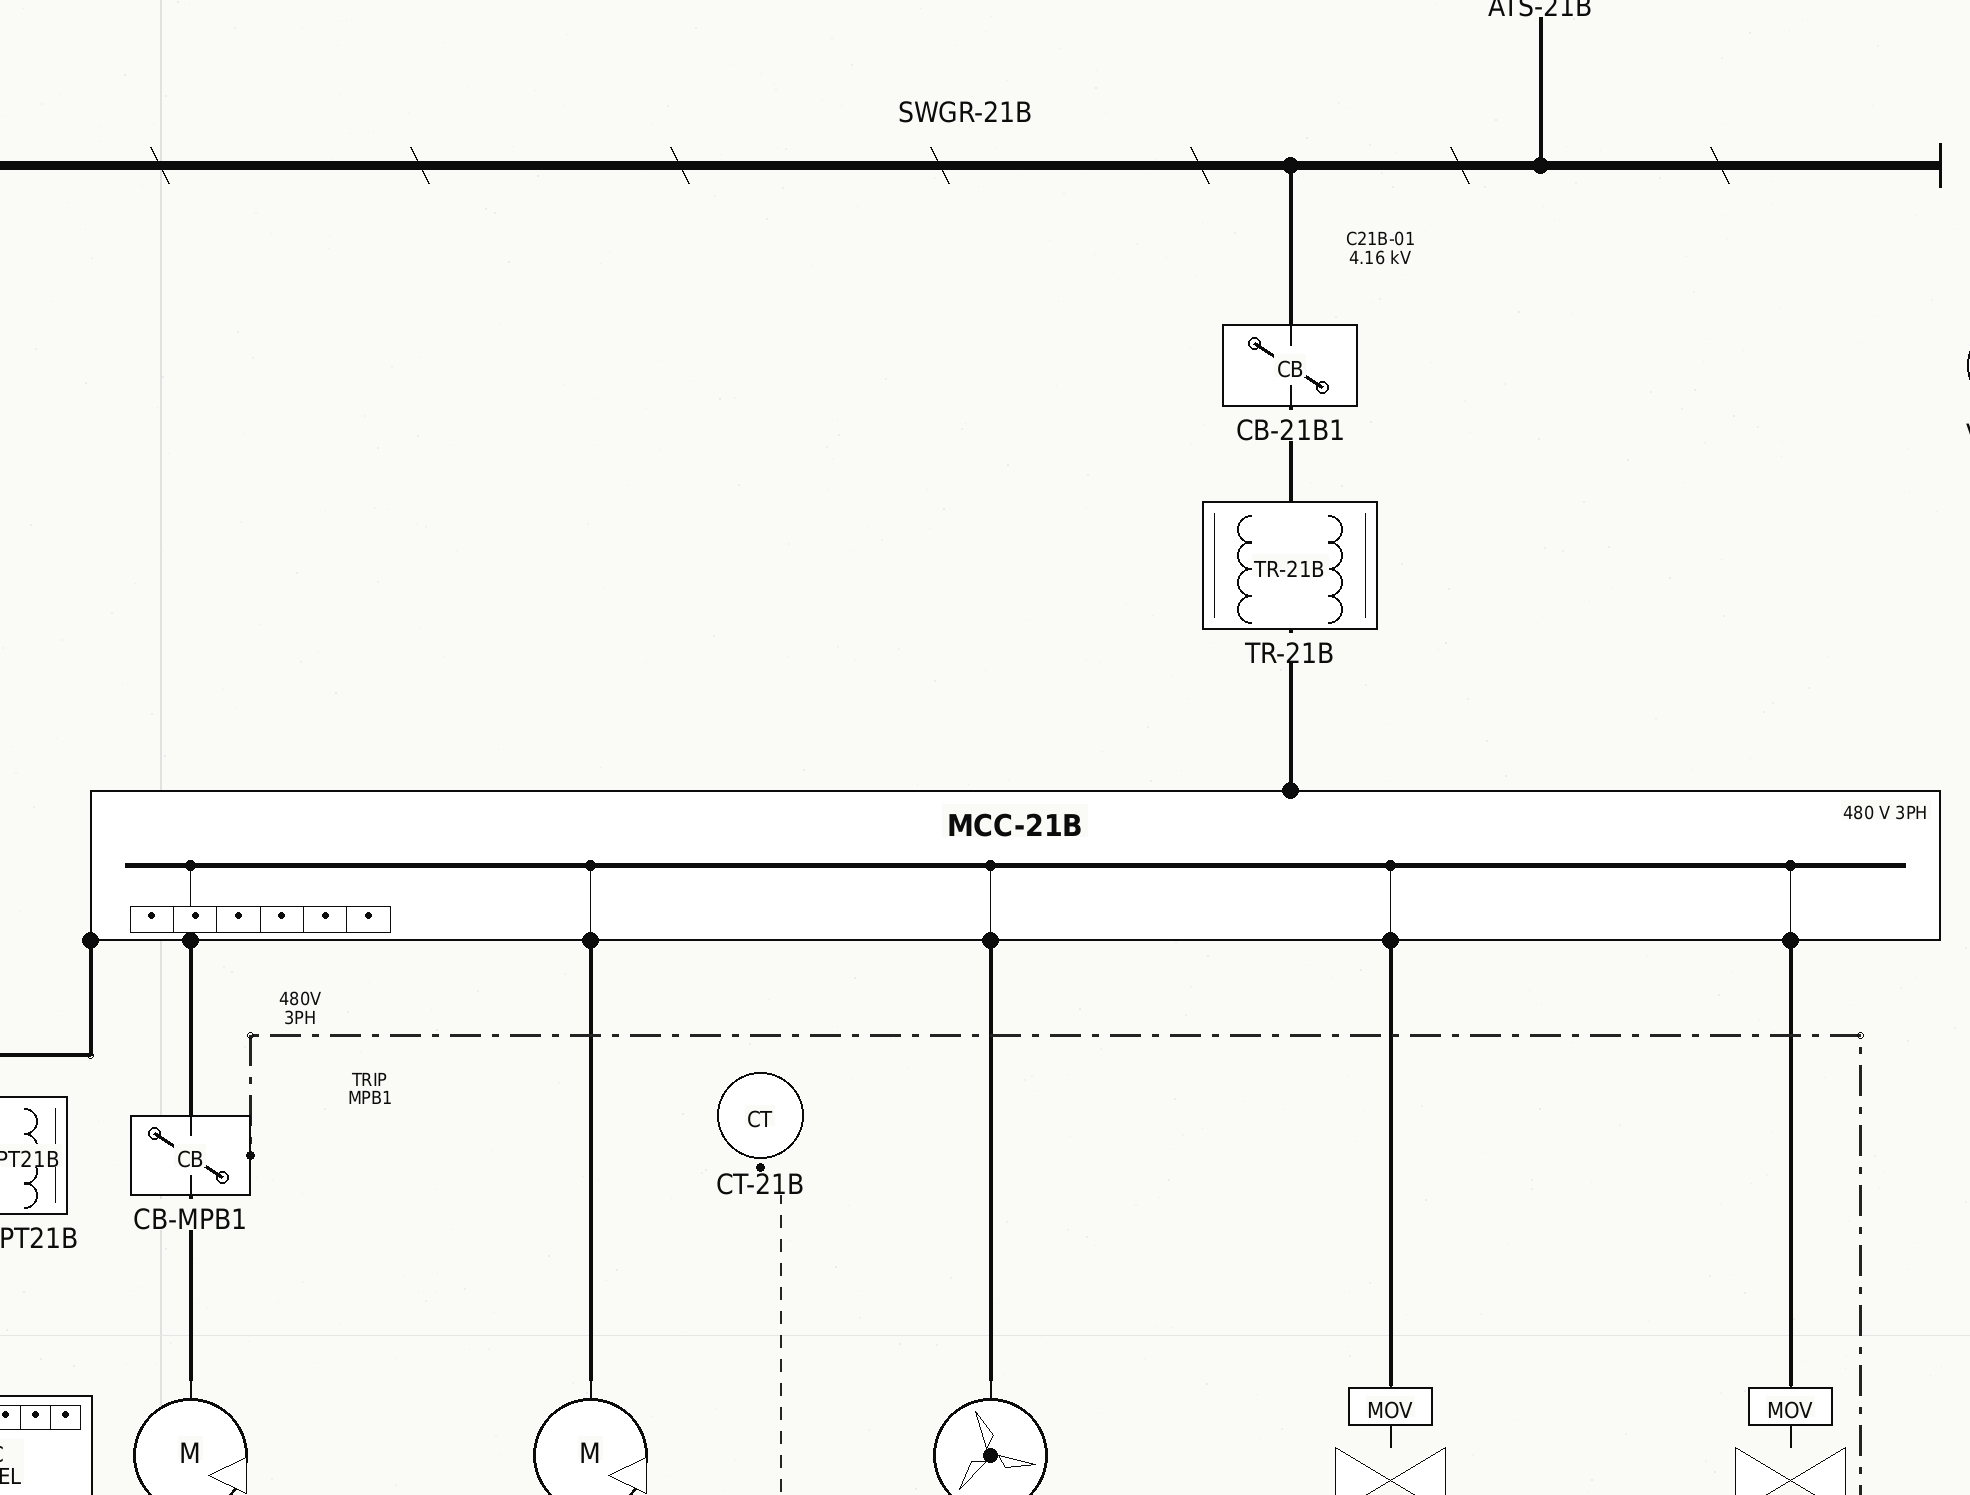 ATS-21B
SWGR-21B
C21B-01
4.16 kV
CB
CB-21B1
TR-21B
TR-21B
MCC-21B
480 V 3PH
480V
3PH
TRIP
MPB1
CT
CT-21B
PT21B
CB
CB-MPB1
PT21B
MOV
MOV
M
M
EL